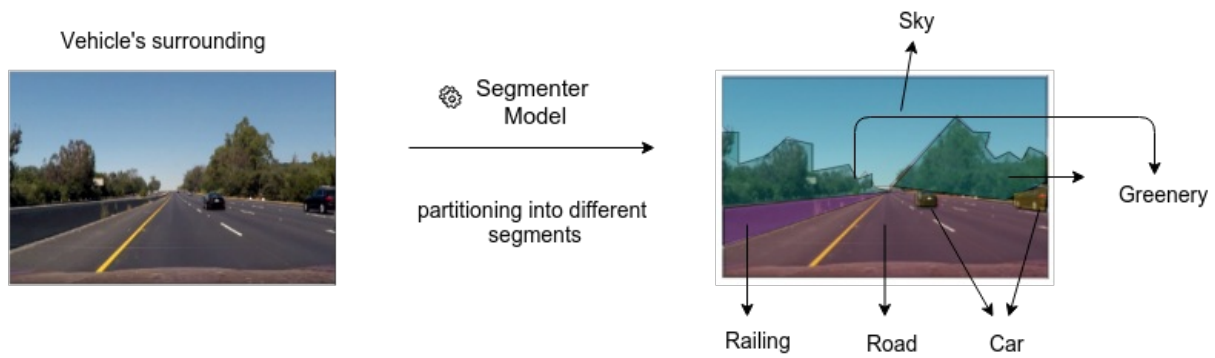 Vehicle's surrounding
Segmenter
Model
partitioning into different
segments
Sky
Greenery
Railing
Road
Car